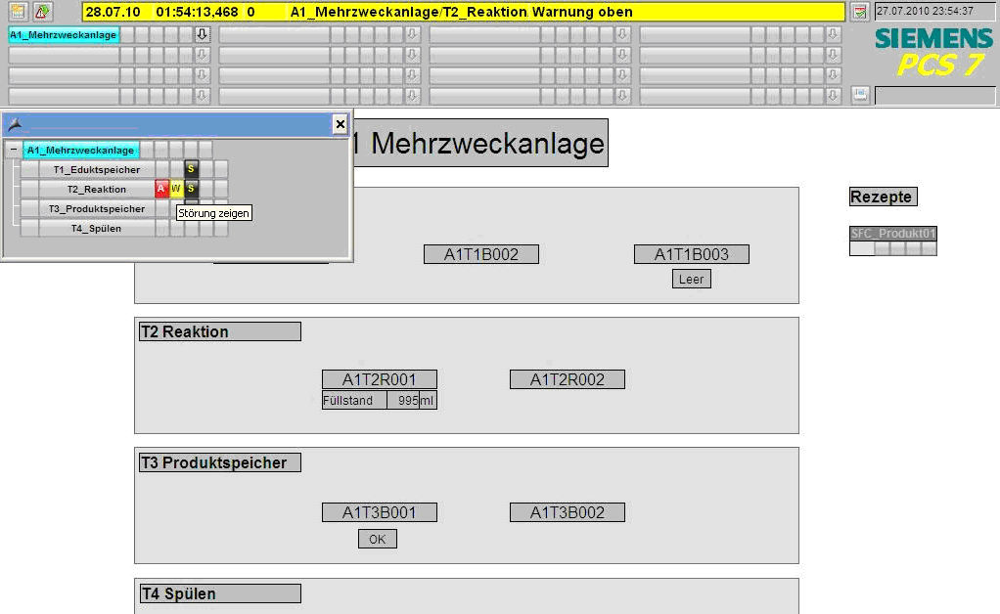 28.07.10 01:54:13,468 0 A1_Mehrzweckanlage/T2_Reaktion Warnung oben
27.07.2010 23:54:37
A1_Mehrzweckanlage
SIEMENS
PCS 7
1 Mehrzweckanlage
A1_Mehrzweckanlage
T1_Eduktspeicher S
T2_Reaktion A W S
T3_Produktspeicher
Störung zeigen
T4_Spülen
Rezepte
SFC_Produkt01
A1T1B002
A1T1B003
Leer
T2 Reaktion
A1T2R001
A1T2R002
Füllstand 995 ml
T3 Produktspeicher
A1T3B001
A1T3B002
OK
T4 Spülen